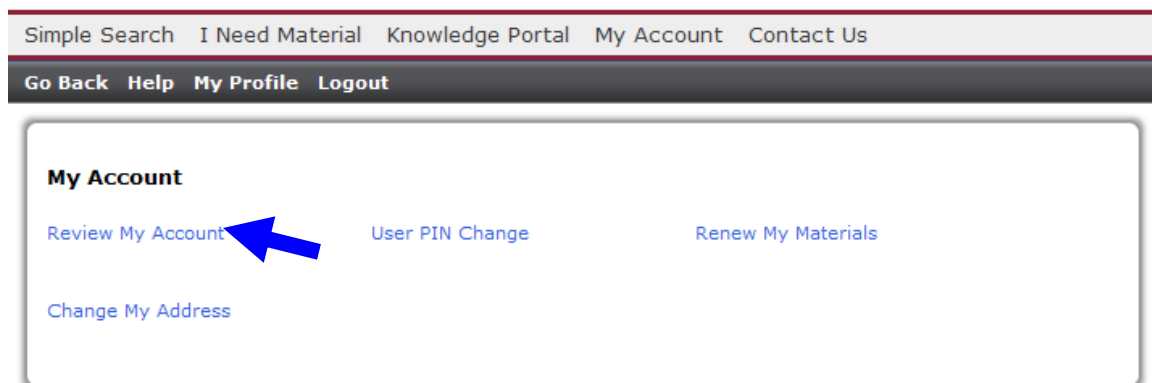 Simple Search I Need Material Knowledge Portal My Account Contact Us
Go Back Help My Profile Logout
My Account
Review My Account User PIN Change Renew My Materials
Change My Address